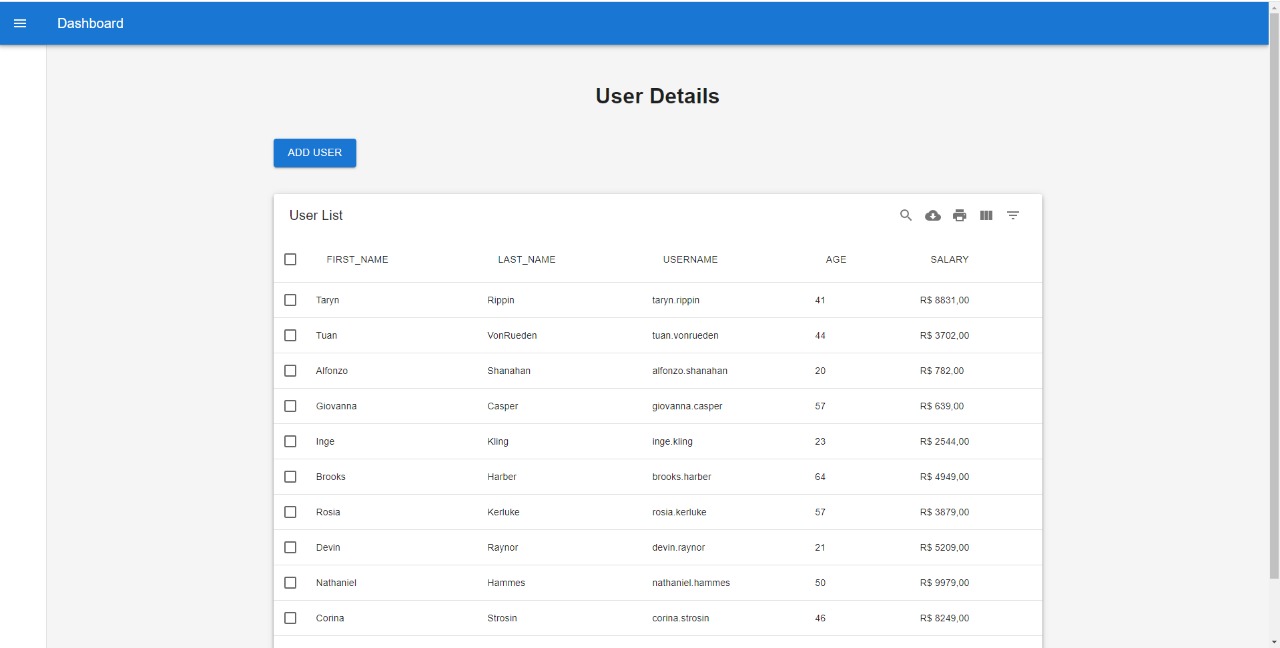 Dashboard
User Details
ADD USER
User List
FIRST_NAME LAST_NAME USERNAME AGE SALARY
Taryn Rippin taryn.rippin 41 R$ 8831,00
Tuan VonRueden tuan.vonrueden 44 R$ 3702,00
Alfonzo Shanahan alfonzo.shanahan 20 R$ 782,00
Giovanna Casper giovanna.casper 57 R$ 639,00
Inge Kling inge.kling 23 R$ 2544,00
Brooks Harber brooks.harber 64 R$ 4949,00
Rosia Kerluke rosia.kerluke 57 R$ 3879,00
Devin Raynor devin.raynor 21 R$ 5209,00
Nathaniel Hammes nathaniel.hammes 50 R$ 9979,00
Corina Strosin corina.strosin 46 R$ 8249,00